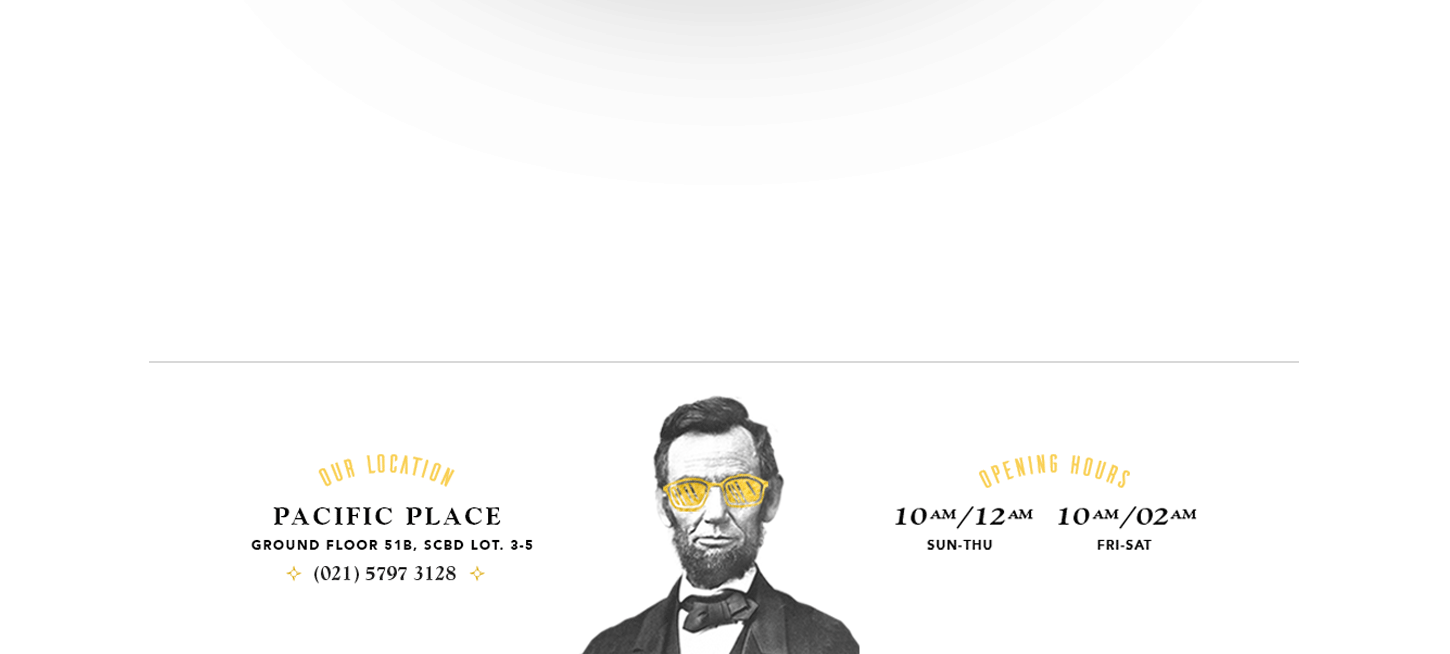 OUR LOCATION
PACIFIC PLACE
GROUND FLOOR 51B, SCBD LOT. 3-5
(021) 5797 3128
OPENING HOURS
10 AM/12 AM 10 AM/02 AM
SUN-THU FRI-SAT